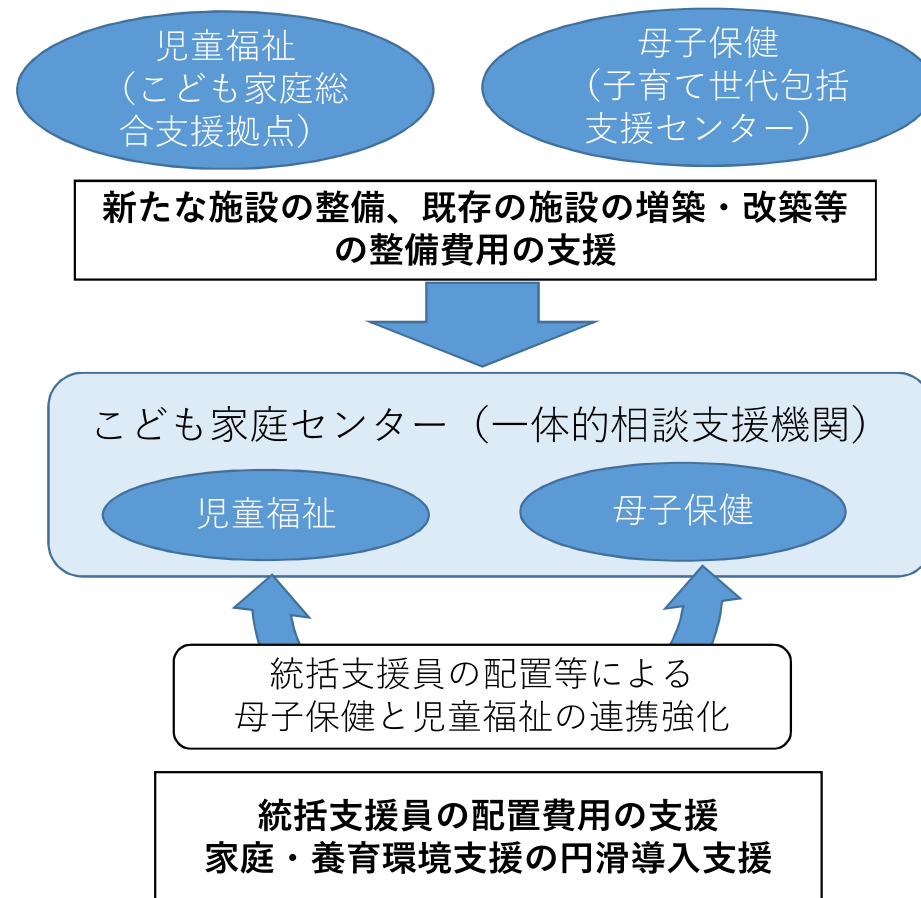 児童福祉
（こども家庭総
合支援拠点）
母子保健
（子育て世代包括
支援センター）
新たな施設の整備、既存の施設の増築・改築等
の整備費用の支援
こども家庭センター（一体的相談支援機関）
児童福祉
母子保健
統括支援員の配置等による
母子保健と児童福祉の連携強化
統括支援員の配置費用の支援
家庭・養育環境支援の円滑導入支援